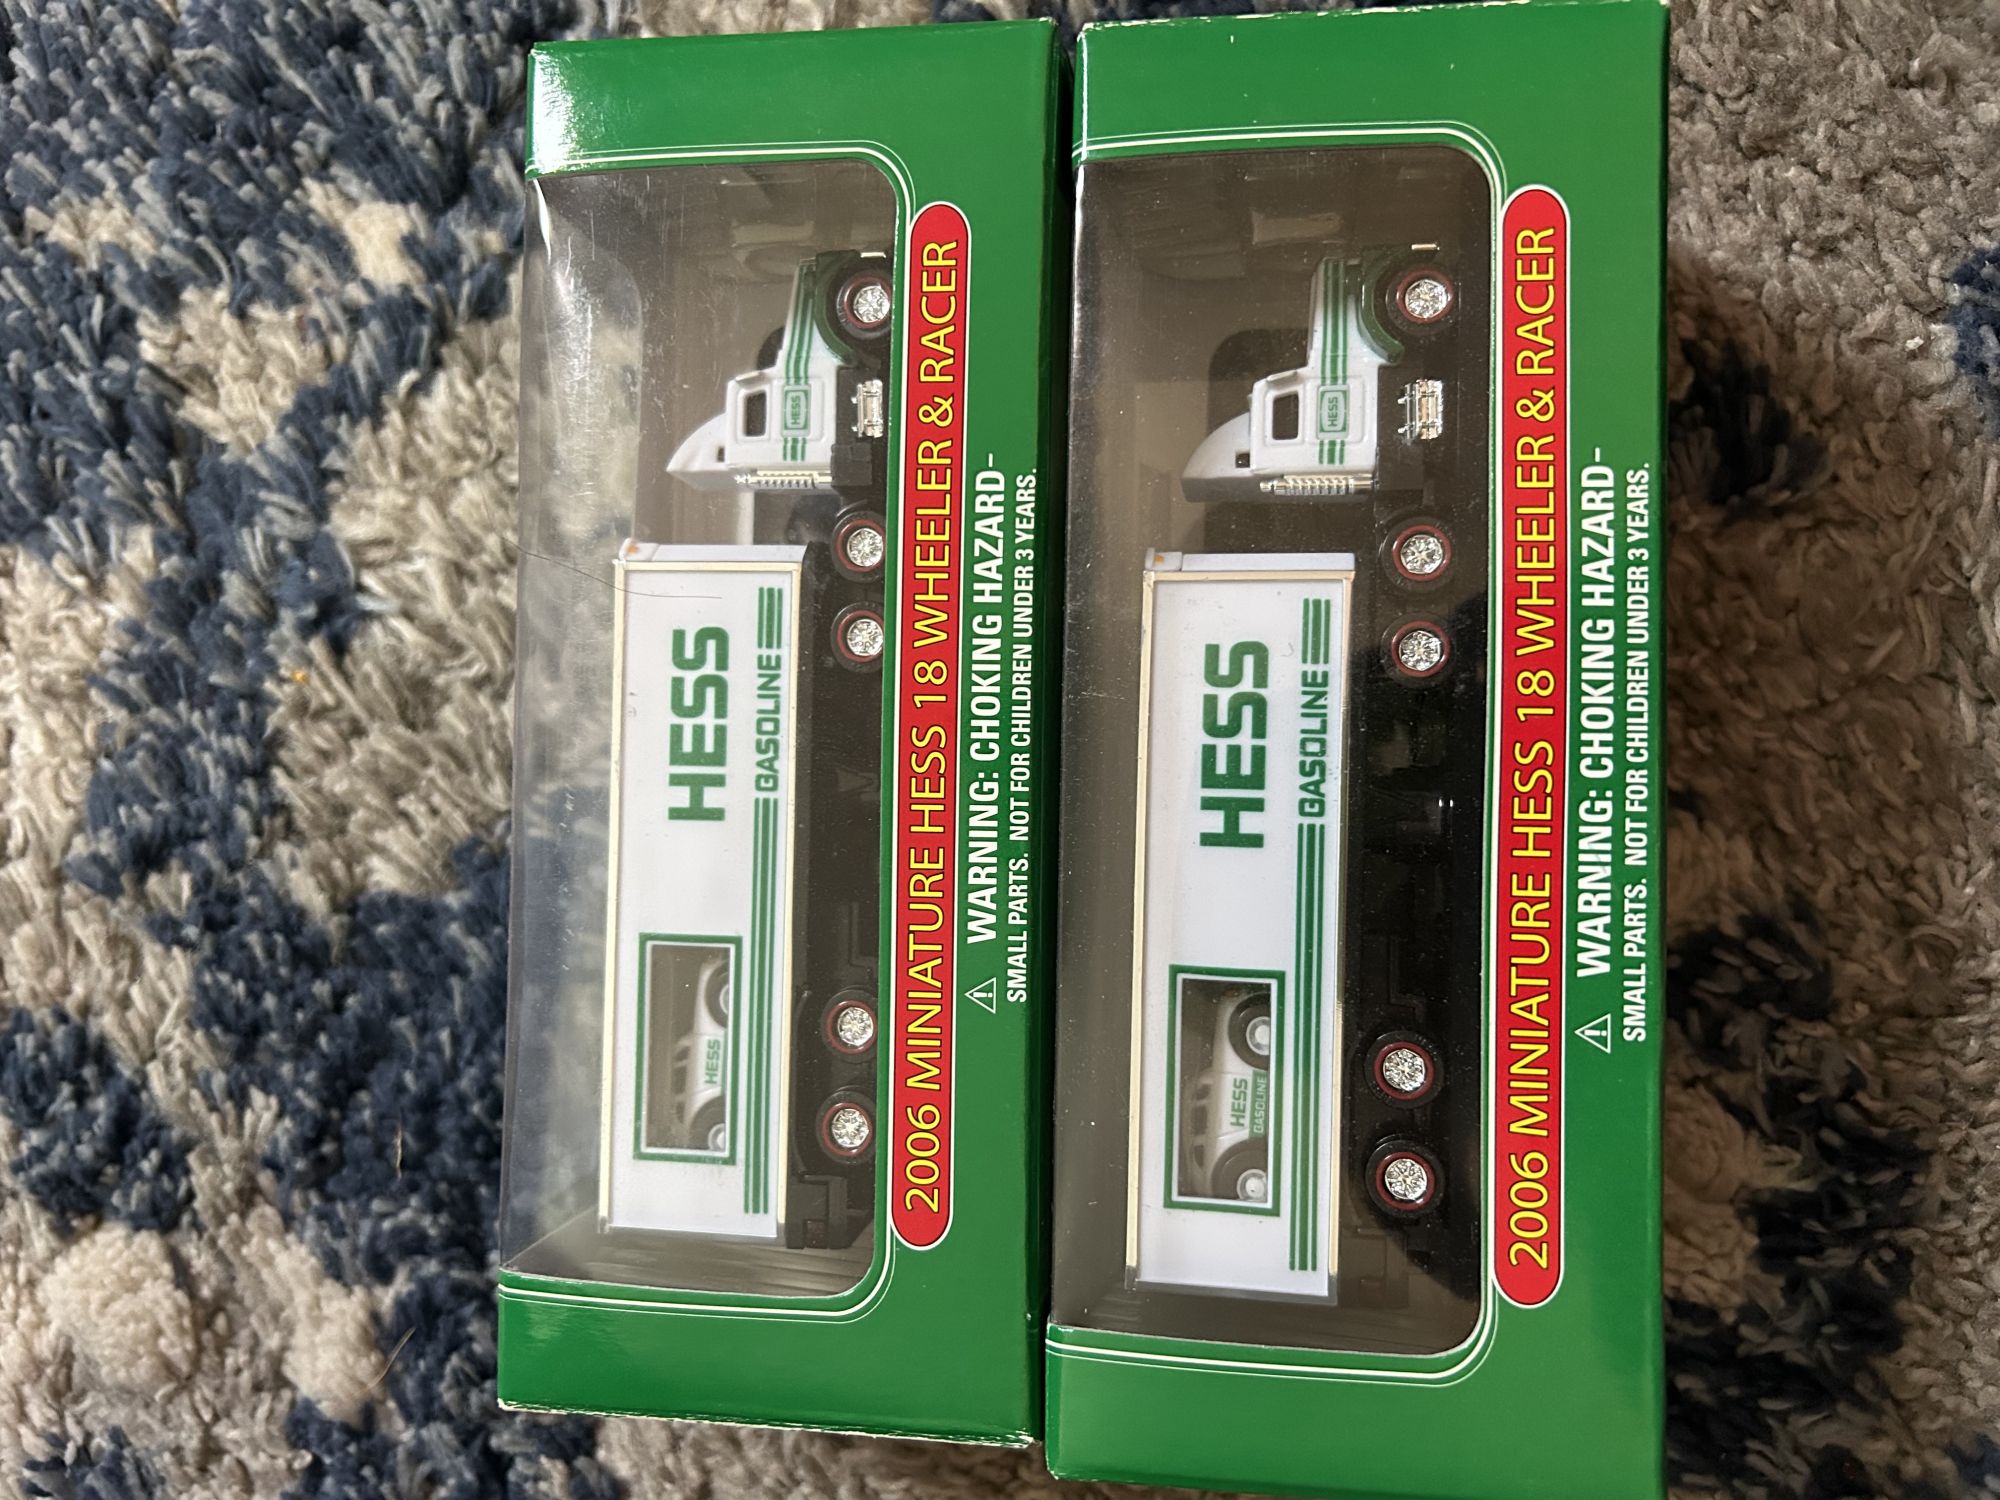 HESS
HESS
GASOLINE
HESS
2006 MINIATURE HESS 18 WHEELER & RACER
⚠ WARNING: CHOKING HAZARD-
SMALL PARTS. NOT FOR CHILDREN UNDER 3 YEARS.
HESS
HESS
GASOLINE
HESS
GASOLINE
2006 MINIATURE HESS 18 WHEELER & RACER
⚠ WARNING: CHOKING HAZARD-
SMALL PARTS. NOT FOR CHILDREN UNDER 3 YEARS.